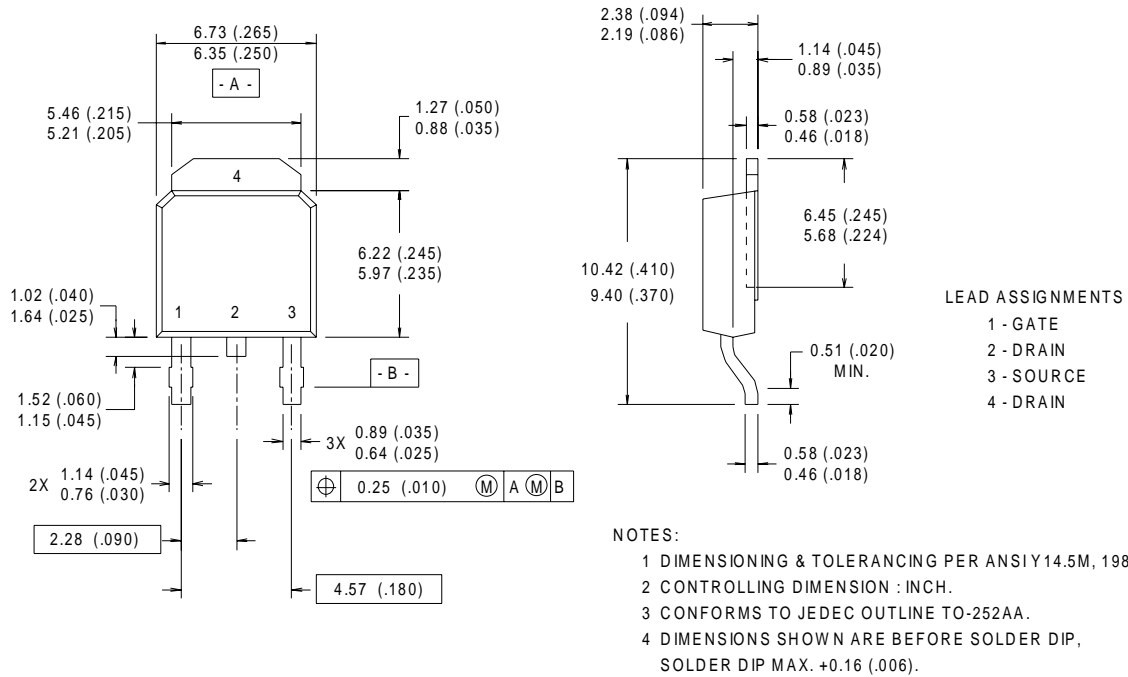 6.73 (.265)
6.35 (.250)
- A -
5.46 (.215)
5.21 (.205)
1.27 (.050)
0.88 (.035)
4
6.22 (.245)
5.97 (.235)
1.02 (.040)
1.64 (.025)
1 2 3
- B -
1.52 (.060)
1.15 (.045)
3X 0.89 (.035)
0.64 (.025)
2X 1.14 (.045)
0.76 (.030)
⌖ 0.25 (.010) Ⓜ A Ⓜ B
2.28 (.090)
4.57 (.180)
2.38 (.094)
2.19 (.086)
1.14 (.045)
0.89 (.035)
0.58 (.023)
0.46 (.018)
6.45 (.245)
5.68 (.224)
10.42 (.410)
9.40 (.370)
0.51 (.020)
MIN.
0.58 (.023)
0.46 (.018)
LEAD ASSIGNMENTS
1 - GATE
2 - DRAIN
3 - SOURCE
4 - DRAIN
NOTES:
1 DIMENSIONING & TOLERANCING PER ANSI Y14.5M, 198
2 CONTROLLING DIMENSION : INCH.
3 CONFORMS TO JEDEC OUTLINE TO-252AA.
4 DIMENSIONS SHOWN ARE BEFORE SOLDER DIP,
SOLDER DIP MAX. +0.16 (.006).